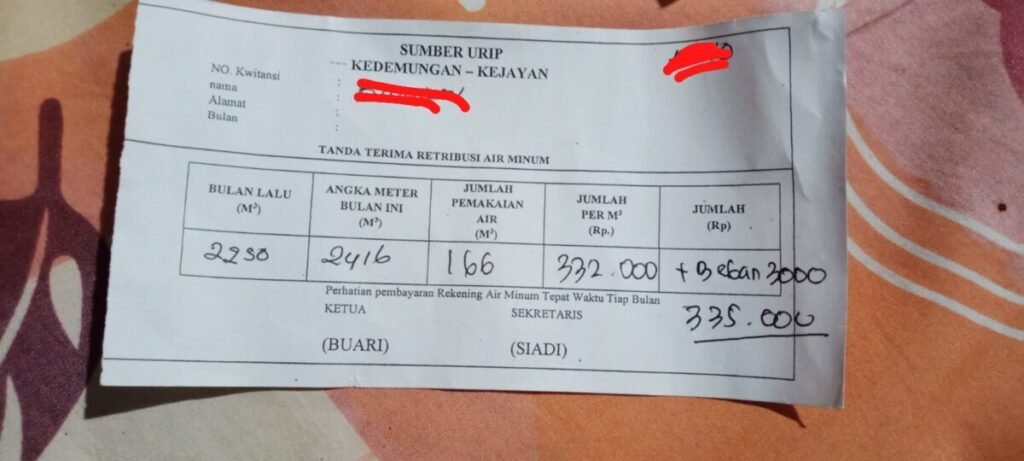 SUMBER URIP
KEDEMUNGAN – KEJAYAN
NO. Kwitansi :
nama :
Alamat :
Bulan :
TANDA TERIMA RETRIBUSI AIR MINUM
BULAN LALU (M³)
ANGKA METER BULAN INI (M³)
JUMLAH PEMAKAIAN AIR (M³)
JUMLAH PER M³ (Rp.)
JUMLAH (Rp)
2250 2416 166 332.000 + Beban 3000
Perhatian pembayaran Rekening Air Minum Tepat Waktu Tiap Bulan
335.000
KETUA SEKRETARIS
(BUARI) (SIADI)